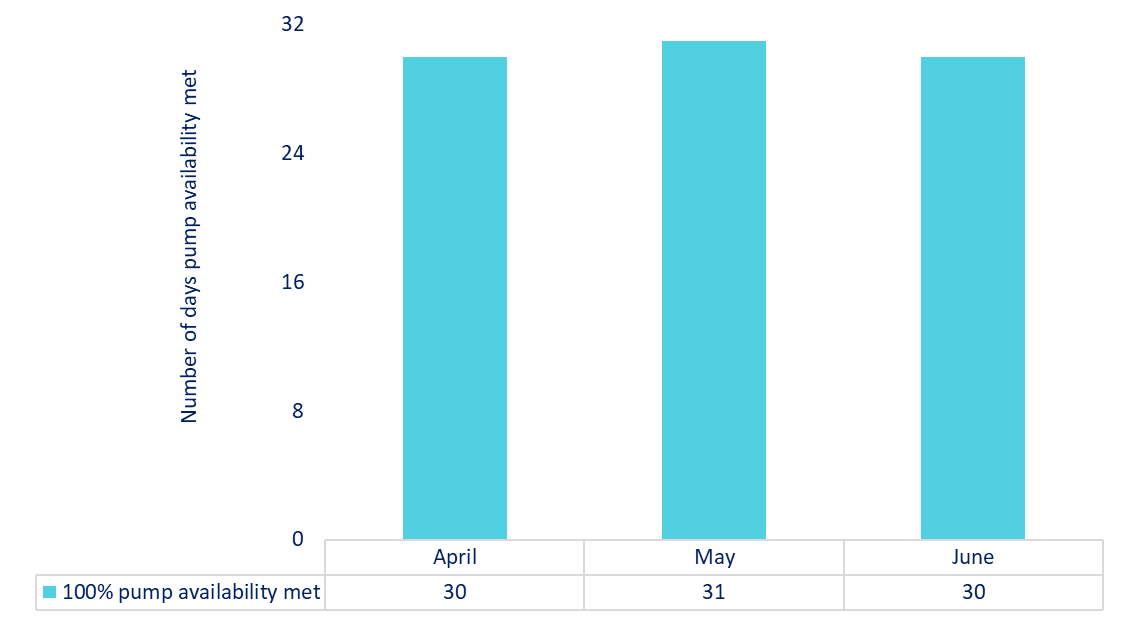 32
24
16
8
0
Number of days pump availability met
April May June
100% pump availability met 30 31 30